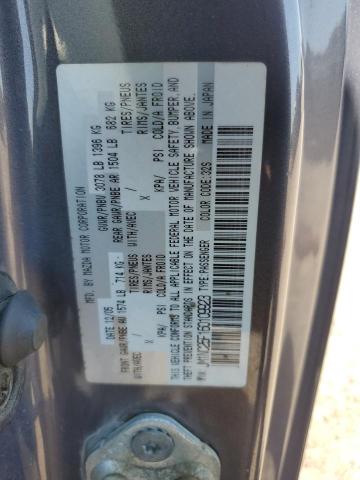 MFD. BY MAZDA MOTOR CORPORATION
DATE: 12/05 GVWR/PNBV 3078 LB 1396 KG
FRONT GAWR/PNBE AV 1574 LB 714 KG - REAR GAWR/PNBE AR 1504 LB 682 KG
WITH/AVEC TIRES/PNEUS WITH/AVEC TIRES/PNEUS
X RIMS/JANTES X RIMS/JANTES
KPA/ PSI COLD/A FROID KPA/ PSI COLD/A FROID
THIS VEHICLE CONFORMS TO ALL APPLICABLE FEDERAL MOTOR VEHICLE SAFETY, BUMPER, AND
THEFT PREVENTION STANDARDS IN EFFECT ON THE DATE OF MANUFACTURE SHOWN ABOVE.
JM1NC25F760109923
TYPE: PASSENGER COLOR CODE: 32S MADE IN JAPAN